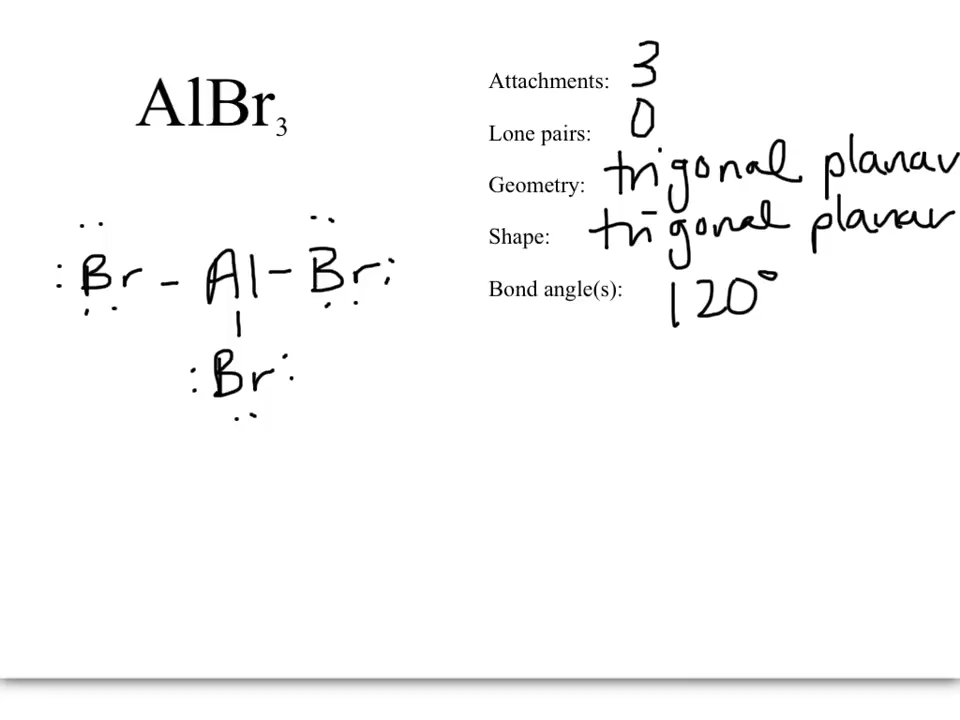 AlBr₃
Attachments: 3
Lone pairs: 0
Geometry: trigonal planar
Shape: trigonal planar
Bond angle(s): 120°
:Br - Al - Br:
:Br: